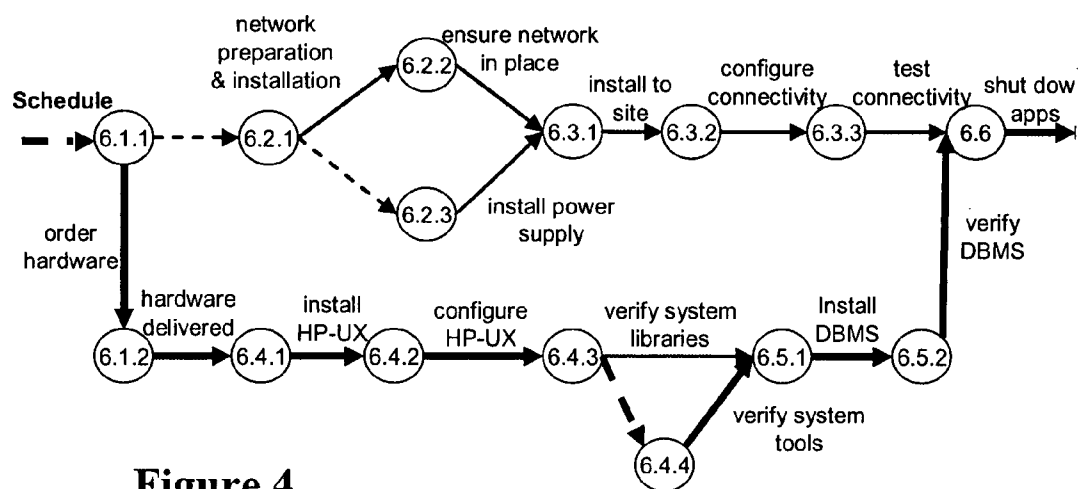 network
preparation
& installation
6.2.2
ensure network
in place
install to
site
configure
connectivity
test
connectivity
shut dow
apps
Schedule
6.1.1
6.2.1
6.3.1
6.3.2
6.3.3
6.6
6.2.3
install power
supply
order
hardware
verify
DBMS
hardware
delivered
install
HP-UX
configure
HP-UX
verify system
libraries
Install
DBMS
6.1.2
6.4.1
6.4.2
6.4.3
6.5.1
6.5.2
verify system
tools
6.4.4
Figure 4